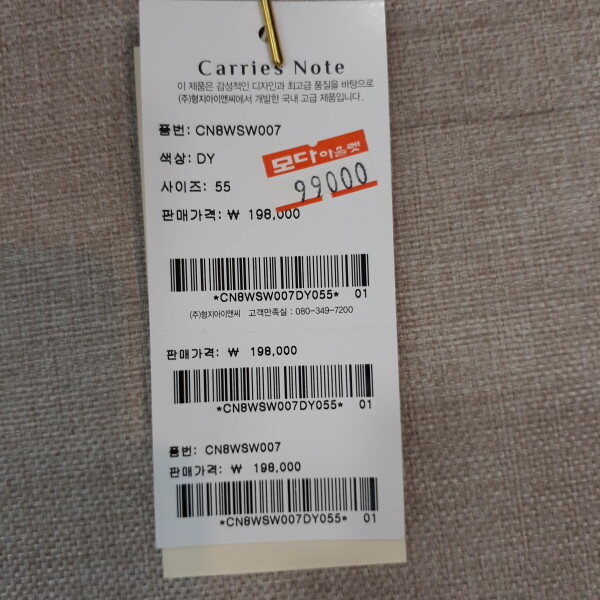 Carries Note
이 제품은 감성적인 디자인과 최고급 품질을 바탕으로
(주)형지아이앤씨에서 개발한 국내 고급 제품입니다.
품번: CN8WSW007
색상: DY
모다아울렛
99000
사이즈: 55
판매가격: ₩ 198,000
*CN8WSW007DY055* 01
(주)형지아이앤씨 고객만족실 : 080-349-7200
판매가격: ₩ 198,000
*CN8WSW007DY055* 01
품번: CN8WSW007
판매가격: ₩ 198,000
*CN8WSW007DY055* 01